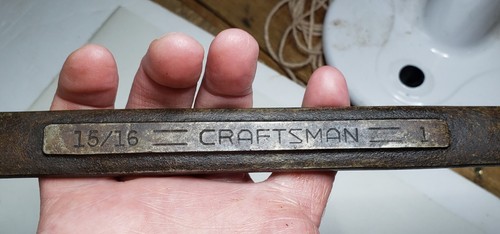 15/16 = CRAFTSMAN = 1